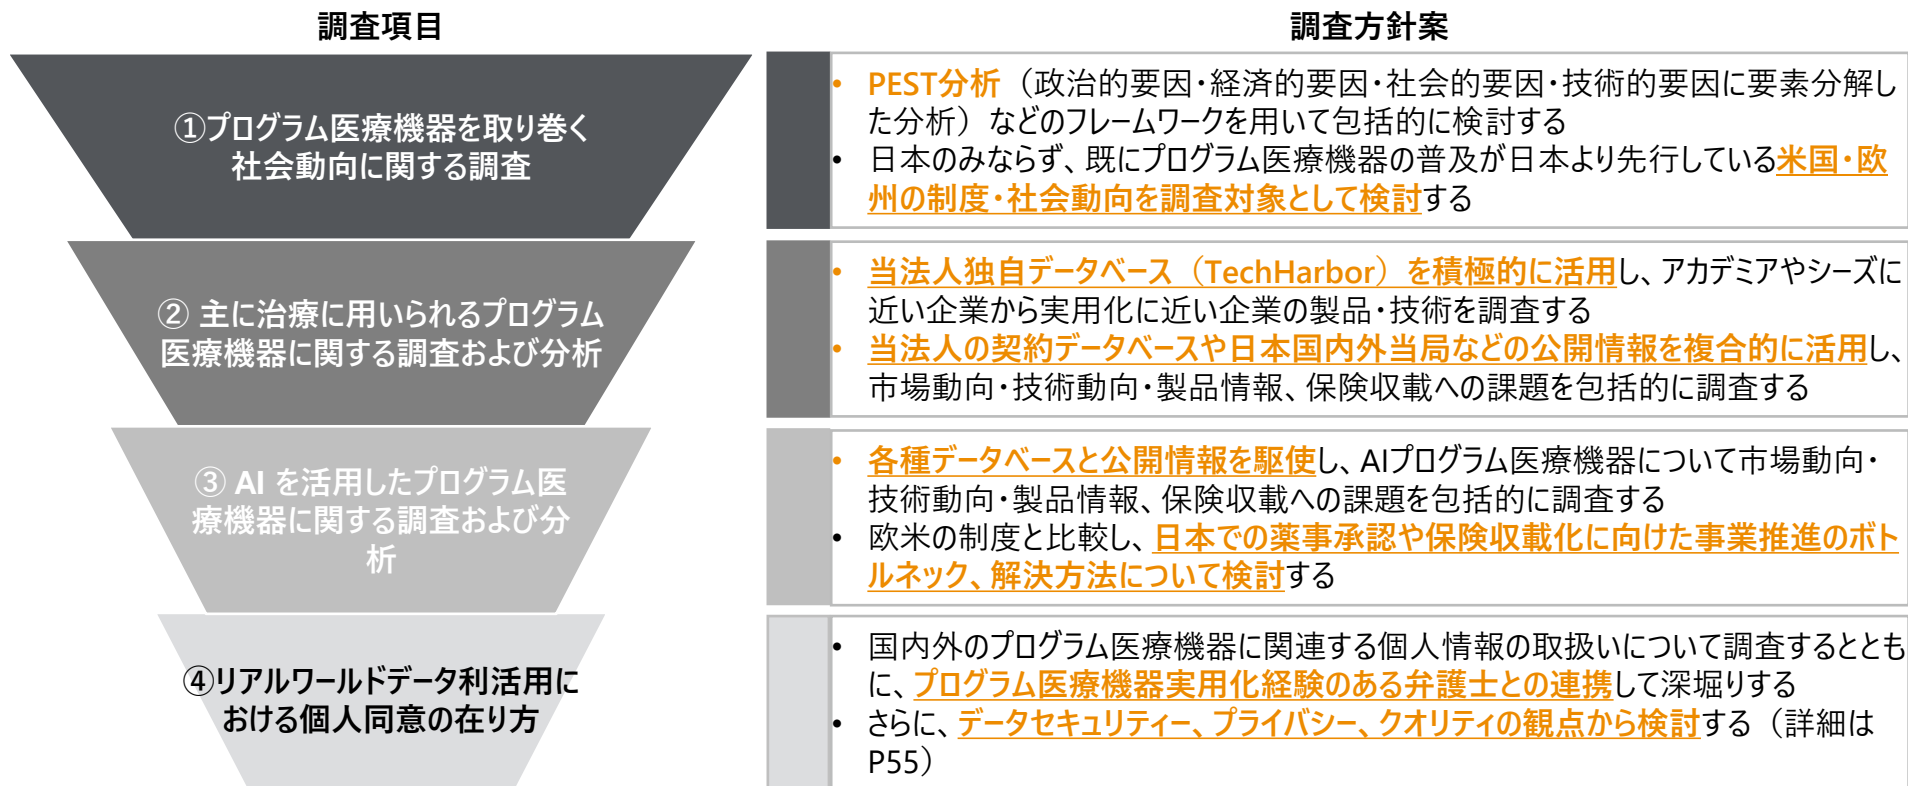 調査項目
調査方針案
①プログラム医療機器を取り巻く
社会動向に関する調査
• PEST分析（政治的要因・経済的要因・社会的要因・技術的要因に要素分解し
た分析）などのフレームワークを用いて包括的に検討する
• 日本のみならず、既にプログラム医療機器の普及が日本より先行している米国・欧
州の制度・社会動向を調査対象として検討する
② 主に治療に用いられるプログラム
医療機器に関する調査および分析
• 当法人独自データベース（TechHarbor）を積極的に活用し、アカデミアやシーズに
近い企業から実用化に近い企業の製品・技術を調査する
• 当法人の契約データベースや日本国内外当局などの公開情報を複合的に活用し、
市場動向・技術動向・製品情報、保険収載への課題を包括的に調査する
③ AI を活用したプログラム医
療機器に関する調査および分
析
• 各種データベースと公開情報を駆使し、AIプログラム医療機器について市場動向・
技術動向・製品情報、保険収載への課題を包括的に調査する
• 欧米の制度と比較し、日本での薬事承認や保険収載化に向けた事業推進のボト
ルネック、解決方法について検討する
④リアルワールドデータ利活用に
おける個人同意の在り方
• 国内外のプログラム医療機器に関連する個人情報の取扱いについて調査するととも
に、プログラム医療機器実用化経験のある弁護士との連携して深堀りする
• さらに、データセキュリティー、プライバシー、クオリティの観点から検討する（詳細は
P55）